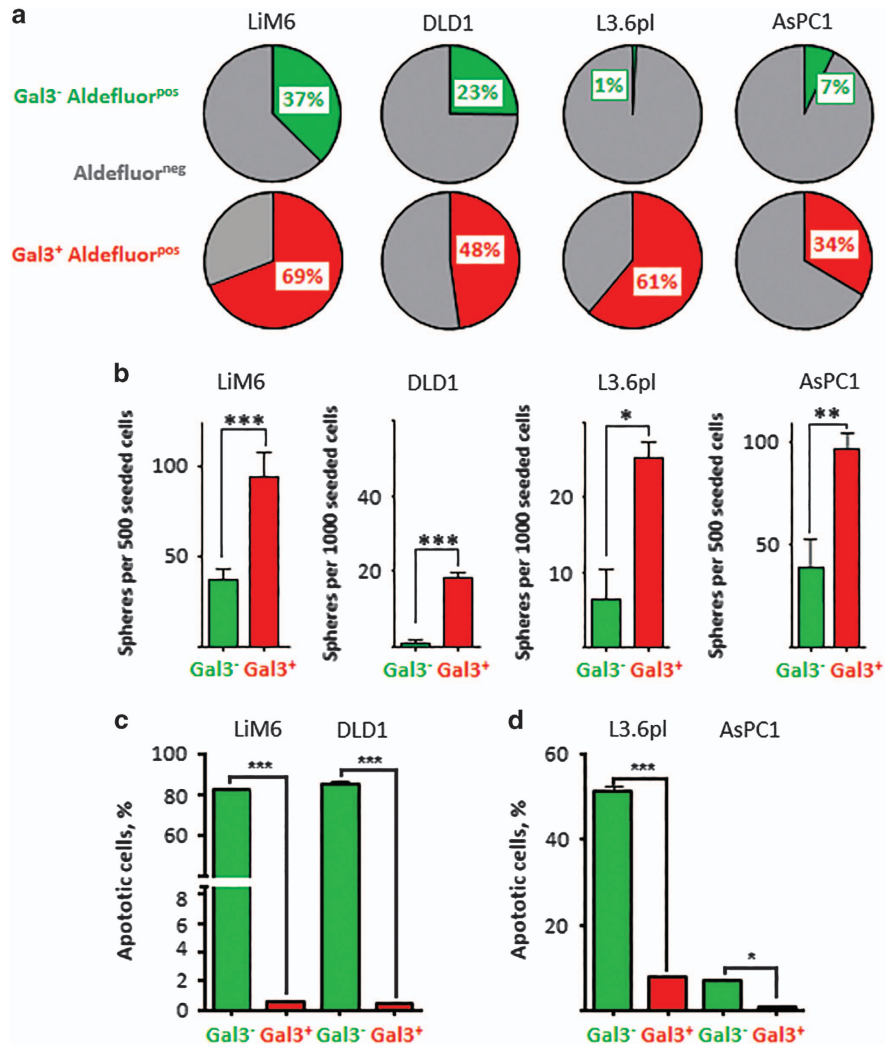 a
LiM6 DLD1 L3.6pl AsPC1
Gal3- Aldefluorpos
37% 23% 1% 7%
Aldefluorneg
Gal3+ Aldefluorpos
69% 48% 61% 34%
b
LiM6 DLD1 L3.6pl AsPC1
Spheres per 500 seeded cells
100
50
***
Gal3- Gal3+
Spheres per 1000 seeded cells
40
20
***
Gal3- Gal3+
Spheres per 1000 seeded cells
20
10
*
Gal3- Gal3+
Spheres per 500 seeded cells
100
50
**
Gal3- Gal3+
c
LiM6 DLD1
Apototic cells, %
100
80
60
8
6
4
2
0
*** ***
Gal3- Gal3+ Gal3- Gal3+
d
L3.6pl AsPC1
Apototic cells, %
60
40
20
*** *
Gal3- Gal3+ Gal3- Gal3+